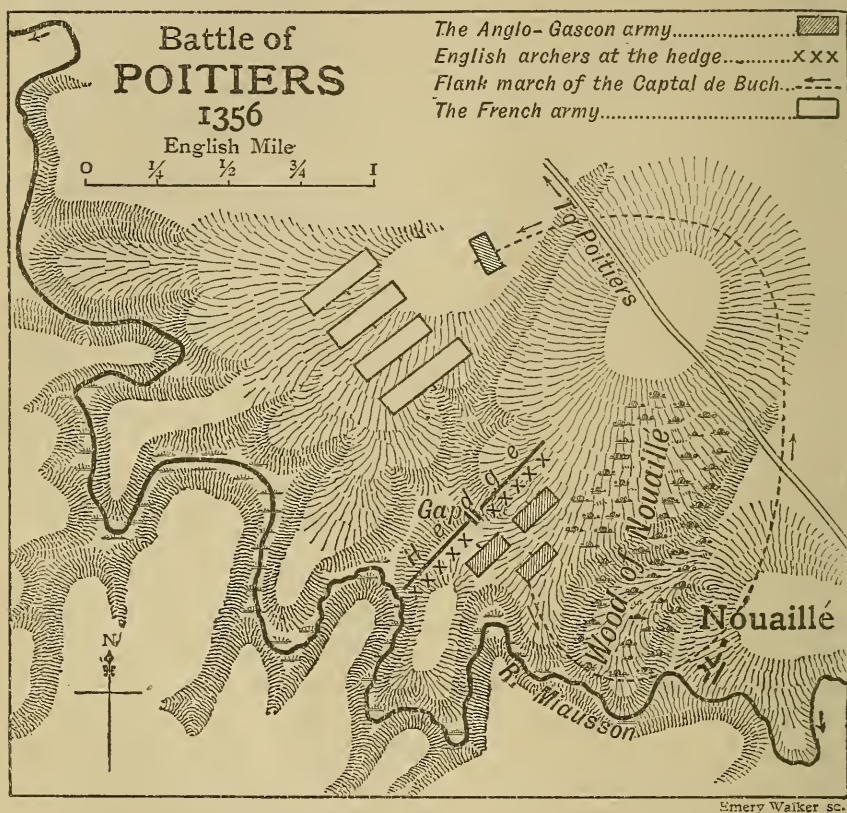 Battle of
POITIERS
1356
English Mile
0 ¼ ½ ¾ 1
The Anglo-Gascon army
English archers at the hedge xxx
Flank march of the Captal de Buch
The French army
To Poitiers
Hedge
Gap
Wood of Nouaille
Nouaillé
R. Miausson
N
Emery Walker sc.